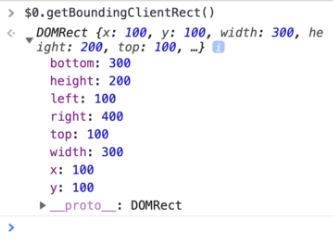 > $0.getBoundingClientRect()
DOMRect {x: 100, y: 100, width: 300, he
ight: 200, top: 100, …} i
bottom: 300
height: 200
left: 100
right: 400
top: 100
width: 300
x: 100
y: 100
__proto__: DOMRect
>